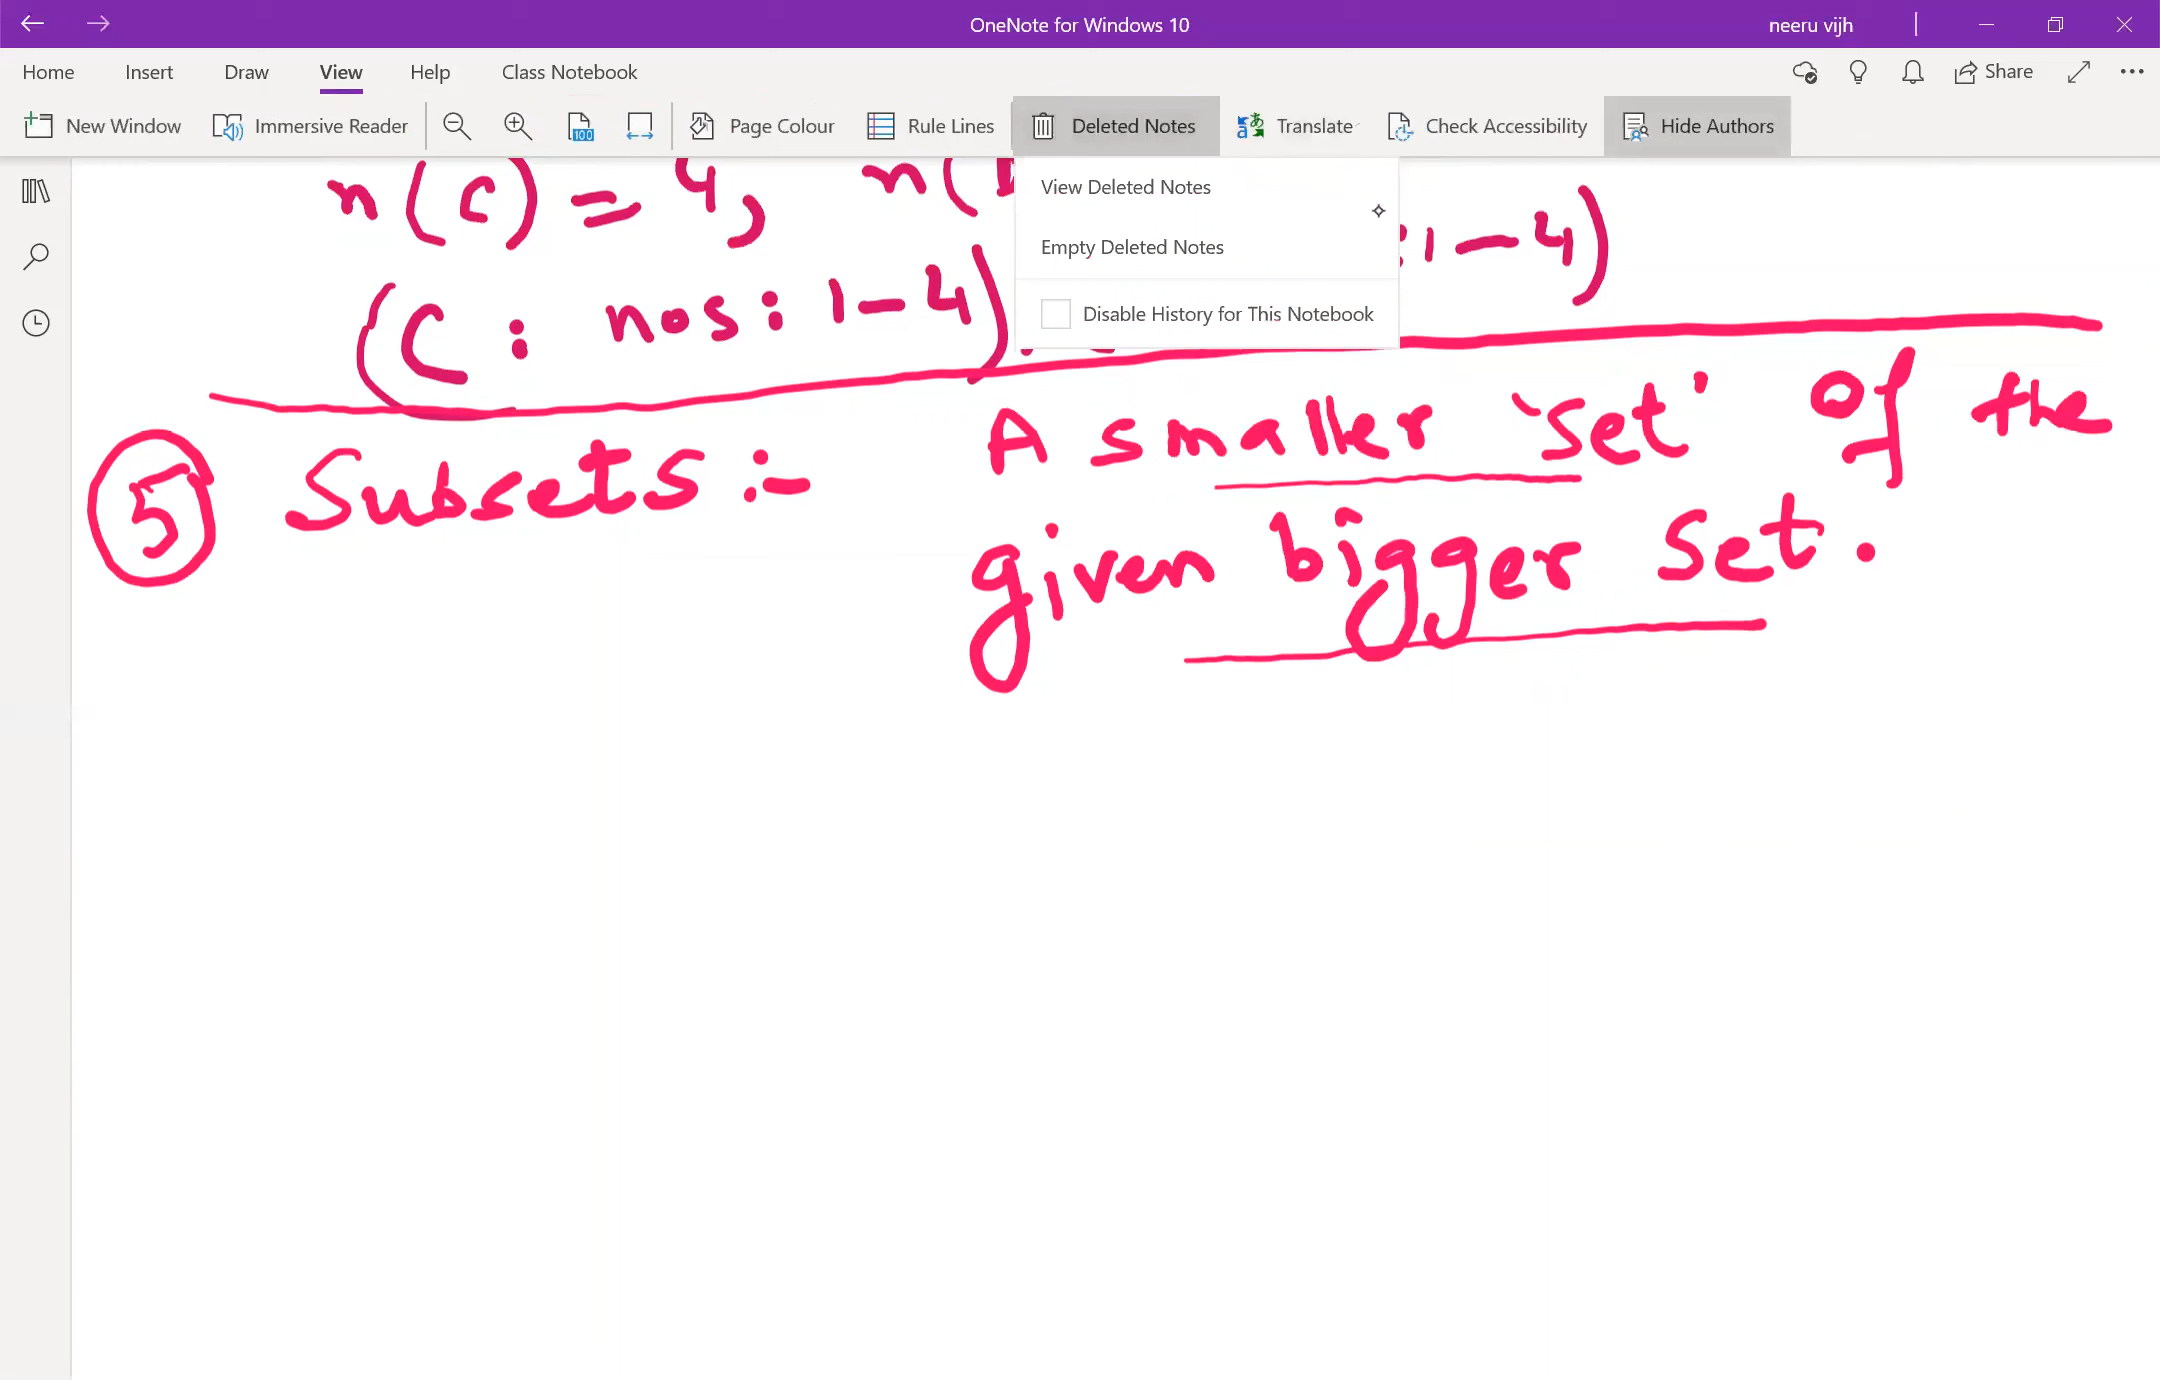 OneNote for Windows 10
neeru vijh
Home Insert Draw View Help Class Notebook Share
New Window Immersive Reader 100 Page Colour Rule Lines Deleted Notes Translate Check Accessibility Hide Authors
View Deleted Notes
Empty Deleted Notes
Disable History for This Notebook
n(C) = 4, n(
(C : nos: 1-4) :1-4)
5 Subsets :- A smaller 'set' of the
given bigger set.